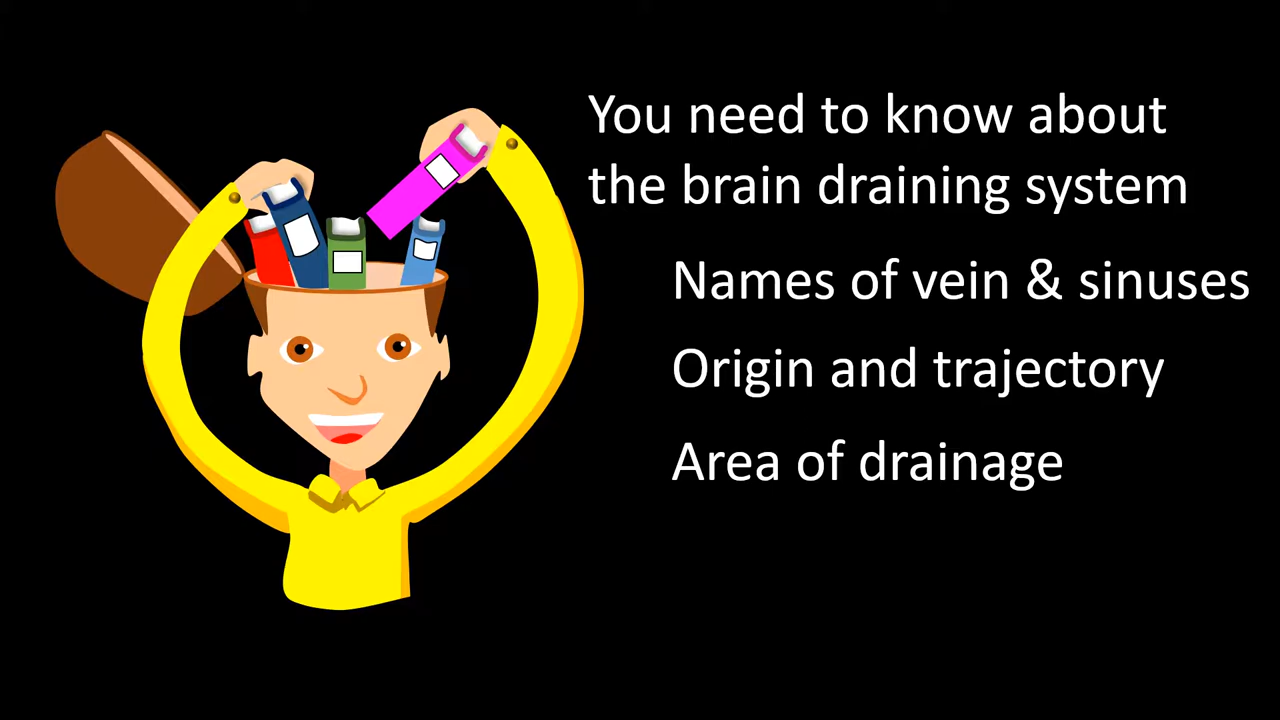 You need to know about
the brain draining system
Names of vein & sinuses
Origin and trajectory
Area of drainage